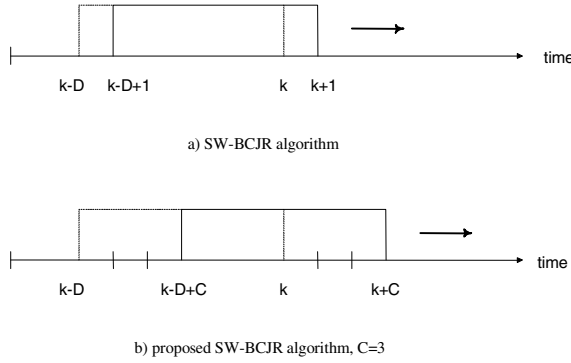 time
k-D k-D+1 k k+1
a) SW-BCJR algorithm
time
k-D k-D+C k k+C
b) proposed SW-BCJR algorithm, C=3